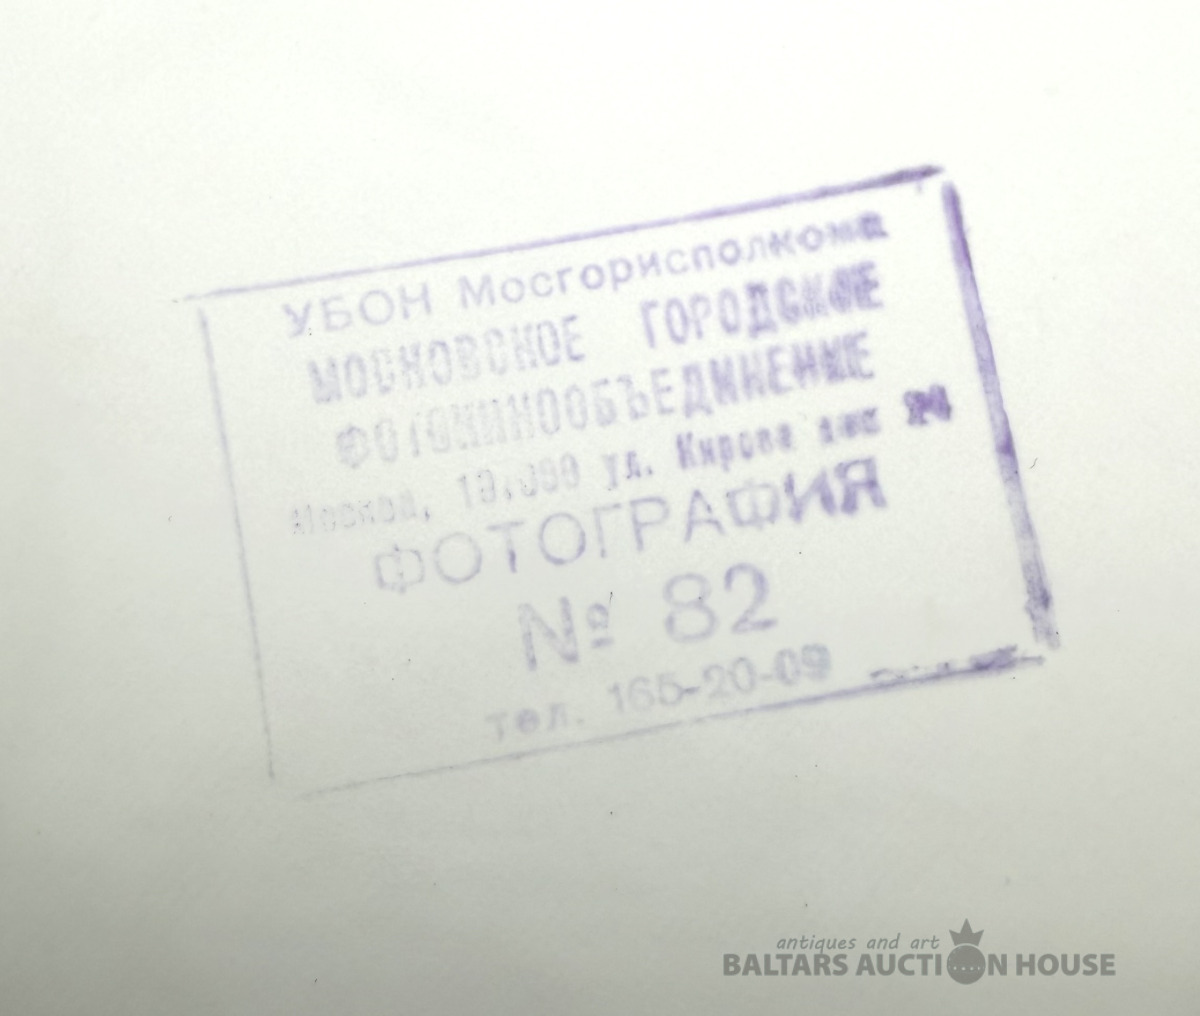 УБОН Мосгорисполкома
МОСКОВСКОЕ ГОРОДСКОЕ
ФОТОКИНООБЪЕДИНЕНИЕ
Москва, ул. Кирова
ФОТОГРАФИЯ
№ 82
тел. 165-20-09
antiques and art
BALTARS AUCTION HOUSE